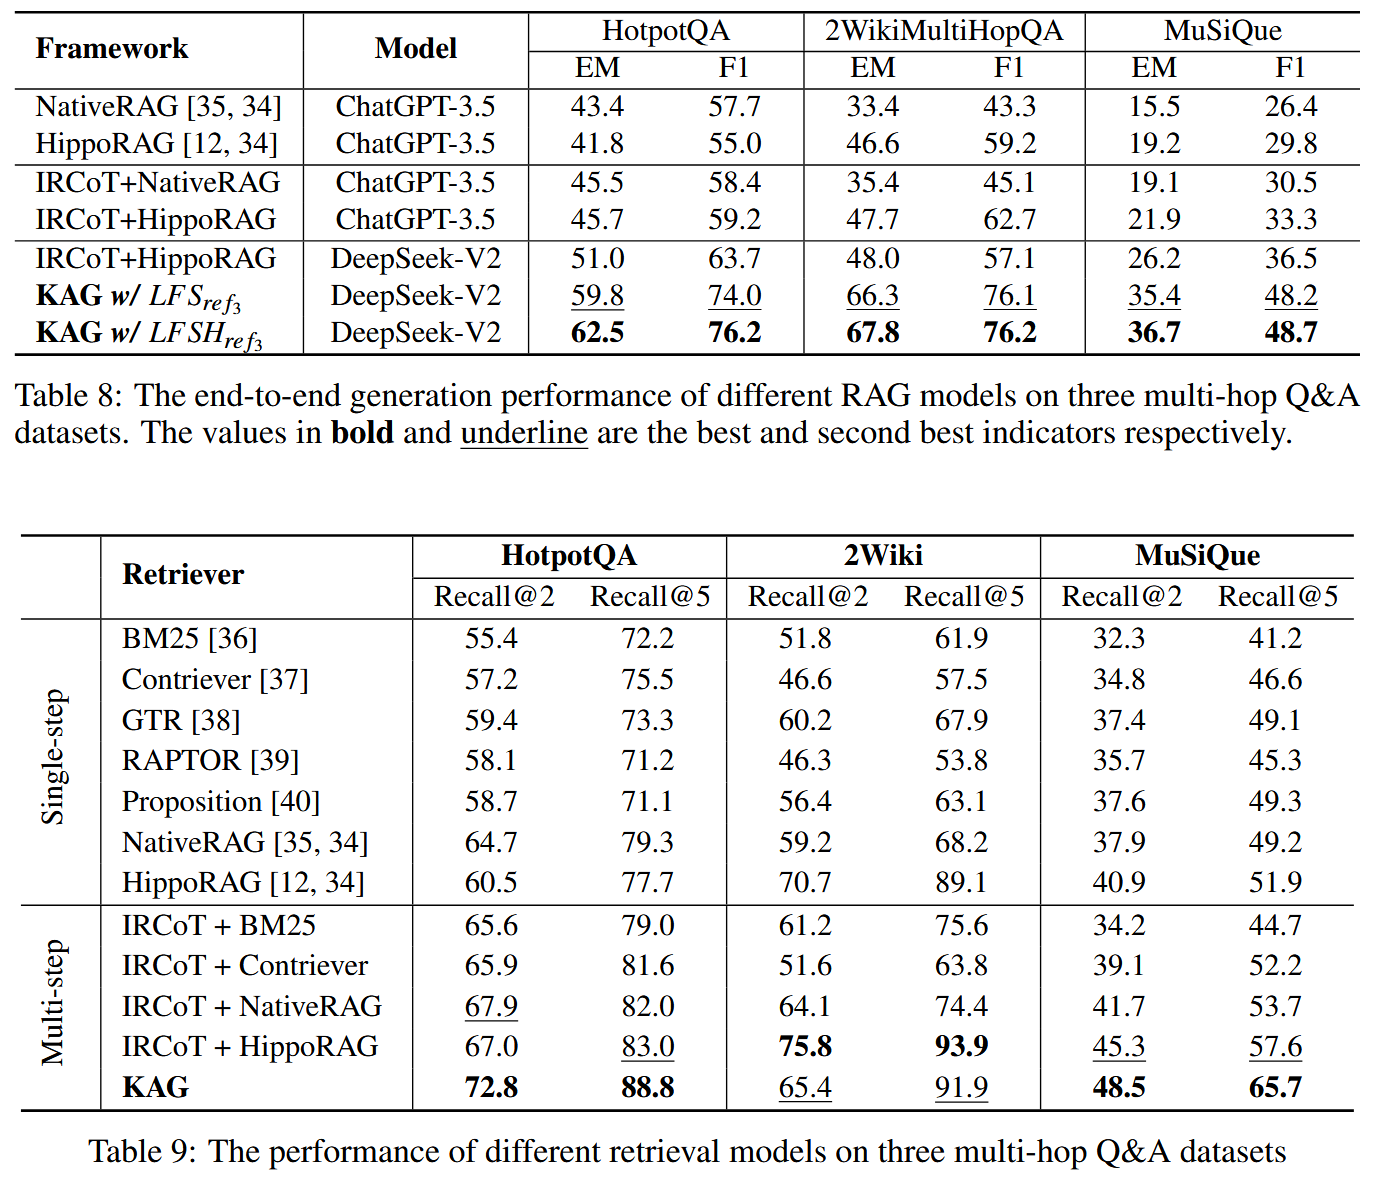 Framework Model HotpotQA 2WikiMultiHopQA MuSiQue
EM F1 EM F1 EM F1
NativeRAG [35, 34] ChatGPT-3.5 43.4 57.7 33.4 43.3 15.5 26.4
HippoRAG [12, 34] ChatGPT-3.5 41.8 55.0 46.6 59.2 19.2 29.8
IRCoT+NativeRAG ChatGPT-3.5 45.5 58.4 35.4 45.1 19.1 30.5
IRCoT+HippoRAG ChatGPT-3.5 45.7 59.2 47.7 62.7 21.9 33.3
IRCoT+HippoRAG DeepSeek-V2 51.0 63.7 48.0 57.1 26.2 36.5
KAG w/ LFSref3 DeepSeek-V2 59.8 74.0 66.3 76.1 35.4 48.2
KAG w/ LFSHref3 DeepSeek-V2 62.5 76.2 67.8 76.2 36.7 48.7
Table 8: The end-to-end generation performance of different RAG models on three multi-hop Q&A
datasets. The values in bold and underline are the best and second best indicators respectively.
Retriever HotpotQA 2Wiki MuSiQue
Recall@2 Recall@5 Recall@2 Recall@5 Recall@2 Recall@5
Single-step
BM25 [36] 55.4 72.2 51.8 61.9 32.3 41.2
Contriever [37] 57.2 75.5 46.6 57.5 34.8 46.6
GTR [38] 59.4 73.3 60.2 67.9 37.4 49.1
RAPTOR [39] 58.1 71.2 46.3 53.8 35.7 45.3
Proposition [40] 58.7 71.1 56.4 63.1 37.6 49.3
NativeRAG [35, 34] 64.7 79.3 59.2 68.2 37.9 49.2
HippoRAG [12, 34] 60.5 77.7 70.7 89.1 40.9 51.9
Multi-step
IRCoT + BM25 65.6 79.0 61.2 75.6 34.2 44.7
IRCoT + Contriever 65.9 81.6 51.6 63.8 39.1 52.2
IRCoT + NativeRAG 67.9 82.0 64.1 74.4 41.7 53.7
IRCoT + HippoRAG 67.0 83.0 75.8 93.9 45.3 57.6
KAG 72.8 88.8 65.4 91.9 48.5 65.7
Table 9: The performance of different retrieval models on three multi-hop Q&A datasets